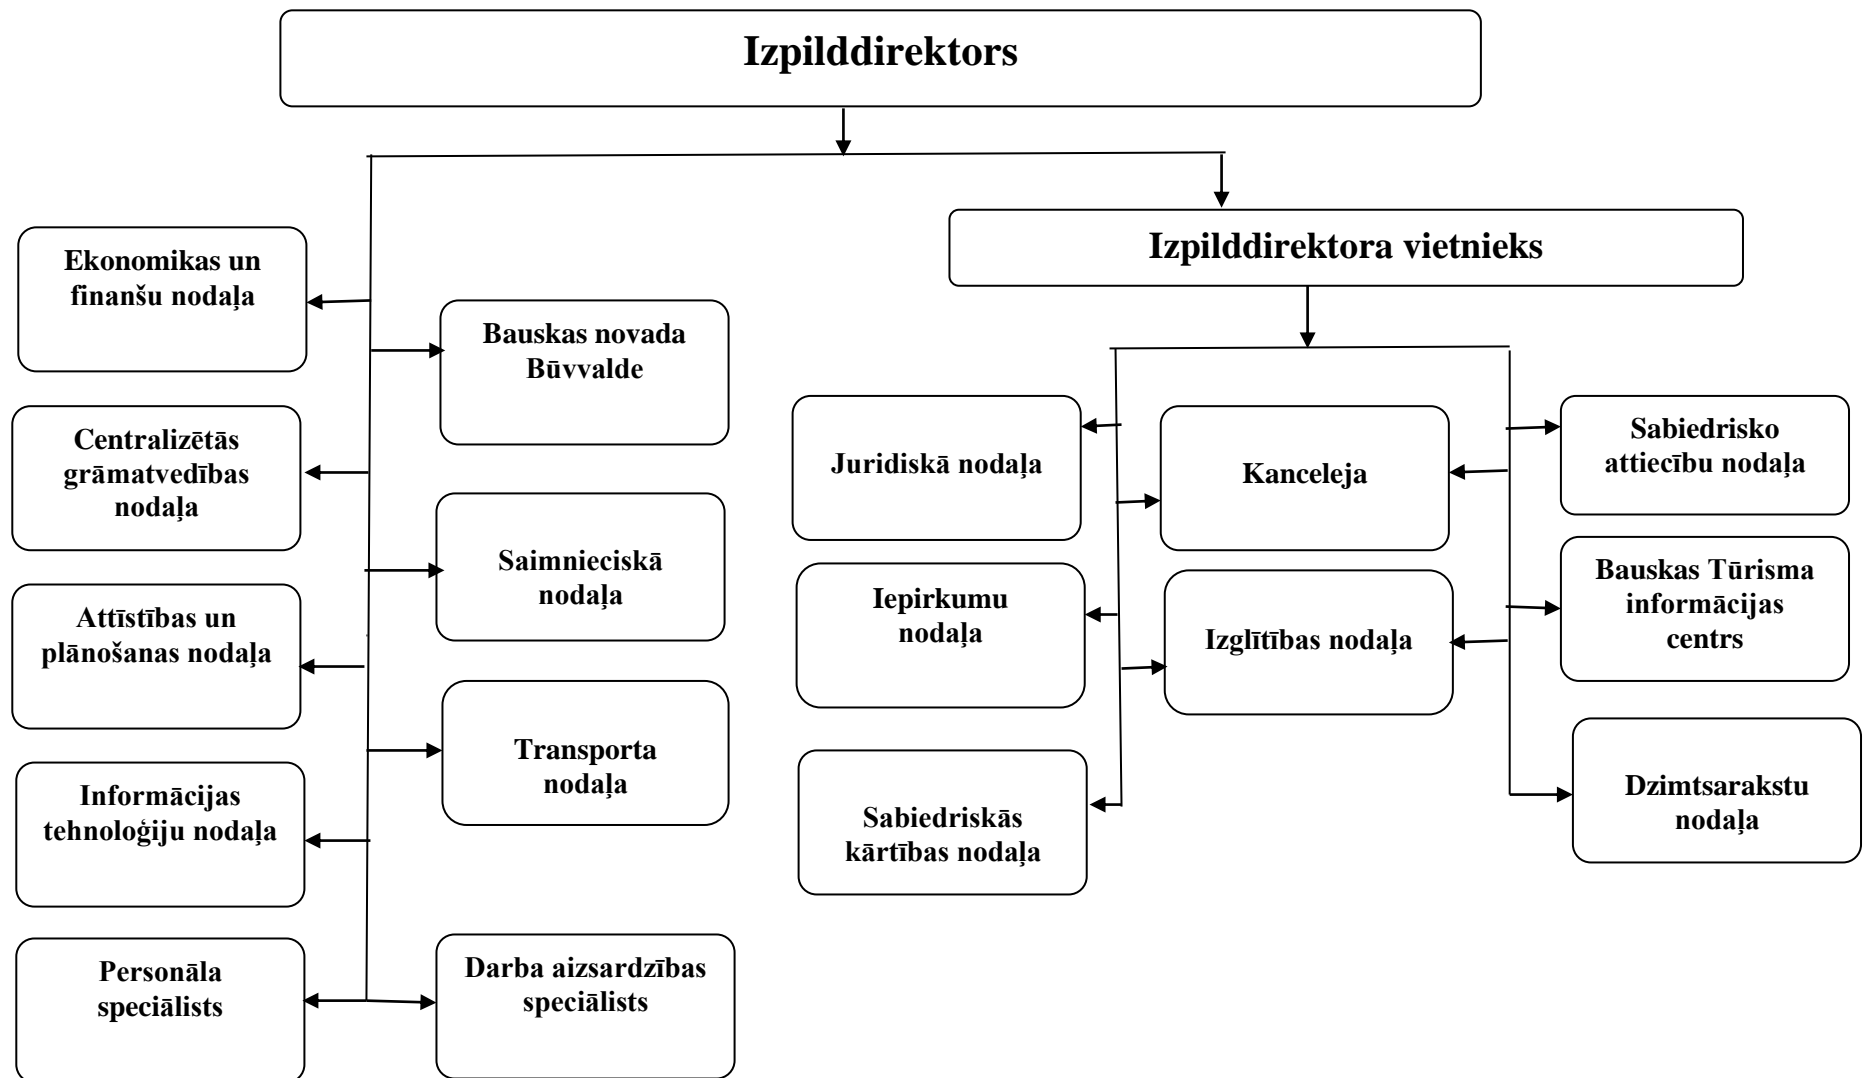 Izpilddirektors
Izpilddirektora vietnieks
Ekonomikas un
finanšu nodaļa
Bauskas novada
Būvvalde
Centralizētās
grāmatvedības
nodaļa
Saimnieciskā
nodaļa
Attīstības un
plānošanas nodaļa
Transporta
nodaļa
Informācijas
tehnoloģiju nodaļa
Personāla
speciālists
Darba aizsardzības
speciālists
Juridiskā nodaļa
Kanceleja
Sabiedrisko
attiecību nodaļa
Iepirkumu
nodaļa
Izglītības nodaļa
Bauskas Tūrisma
informācijas
centrs
Sabiedriskās
kārtības nodaļa
Dzimtsarakstu
nodaļa